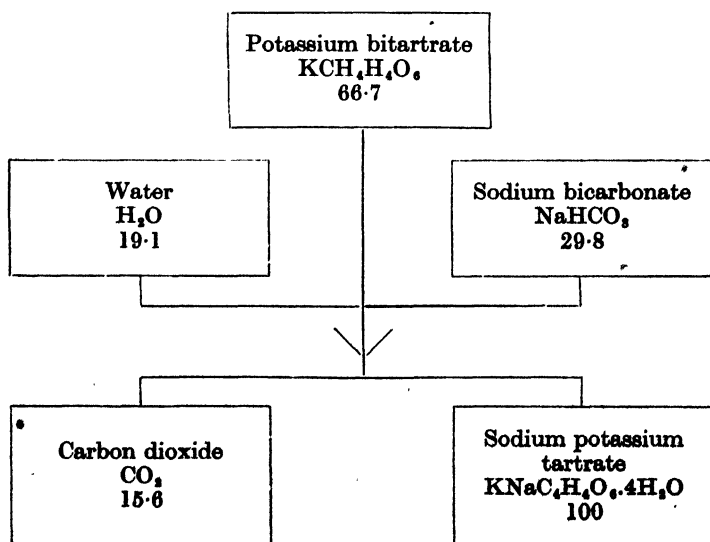 Potassium bitartrate
KCH₄H₄O₆
66·7
Water
H₂O
19·1
Sodium bicarbonate
NaHCO₃
29·8
Carbon dioxide
CO₂
15·6
Sodium potassium
tartrate
KNaC₄H₄O₆.4H₂O
100